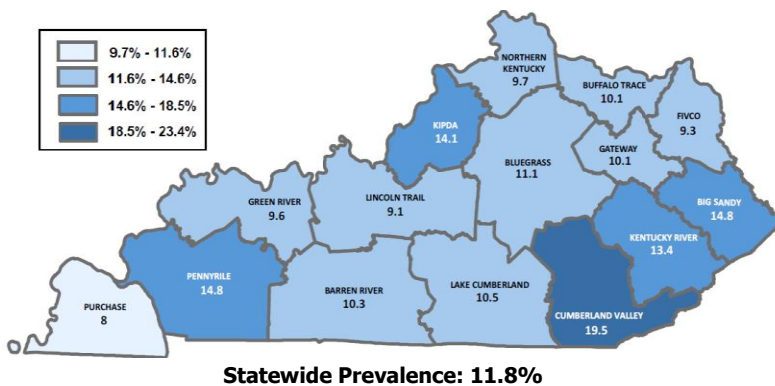 9.7% - 11.6%
11.6% - 14.6%
14.6% - 18.5%
18.5% - 23.4%
NORTHERN
KENTUCKY
9.7
BUFFALO TRACE
10.1
FIVCO
9.3
KIPDA
14.1
GATEWAY
10.1
BLUEGRASS
11.1
BIG SANDY
14.8
GREEN RIVER
9.6
LINCOLN TRAIL
9.1
KENTUCKY RIVER
13.4
PENNYRILE
14.8
BARREN RIVER
10.3
LAKE CUMBERLAND
10.5
PURCHASE
8
CUMBERLAND VALLEY
19.5
Statewide Prevalence: 11.8%